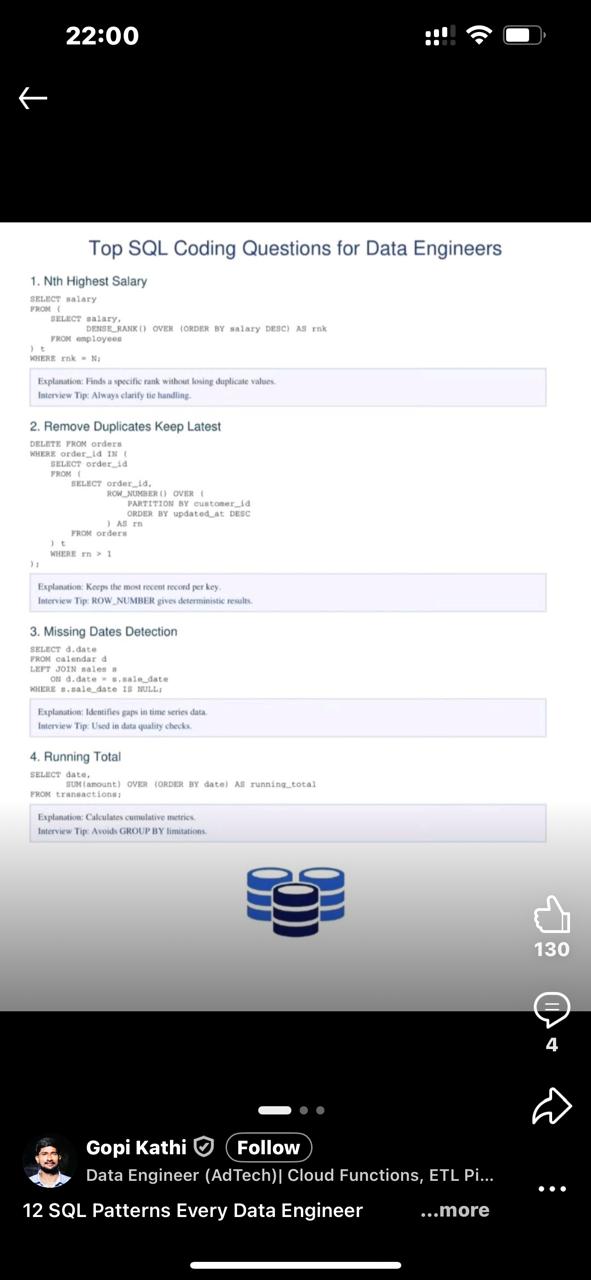 22:00
Top SQL Coding Questions for Data Engineers
1. Nth Highest Salary
SELECT salary
FROM (
SELECT salary,
DENSE_RANK() OVER (ORDER BY salary DESC) AS rnk
FROM employees
) t
WHERE rnk = N;
Explanation: Finds a specific rank without losing duplicate values.
Interview Tip: Always clarify tie handling.
2. Remove Duplicates Keep Latest
DELETE FROM orders
WHERE order_id IN (
SELECT order_id
FROM (
SELECT order_id,
ROW_NUMBER() OVER (
PARTITION BY customer_id
ORDER BY updated_at DESC
) AS rn
FROM orders
) t
WHERE rn > 1
);
Explanation: Keeps the most recent record per key.
Interview Tip: ROW_NUMBER gives deterministic results.
3. Missing Dates Detection
SELECT d.date
FROM calendar d
LEFT JOIN sales s
ON d.date = s.sale_date
WHERE s.sale_date IS NULL;
Explanation: Identifies gaps in time series data.
Interview Tip: Used in data quality checks.
4. Running Total
SELECT date,
SUM(amount) OVER (ORDER BY date) AS running_total
FROM transactions;
Explanation: Calculates cumulative metrics.
Interview Tip: Avoids GROUP BY limitations.
130
4
Gopi Kathi Follow
Data Engineer (AdTech)| Cloud Functions, ETL Pi...
12 SQL Patterns Every Data Engineer ...more